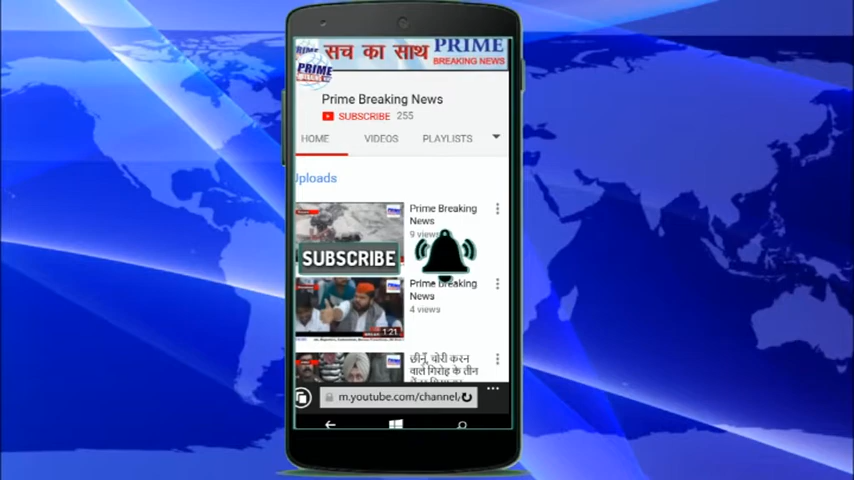 सच का साथ
PRIME
BREAKING NEWS
PRIME
PRIME
Prime Breaking News
SUBSCRIBE 255
HOME VIDEOS PLAYLISTS
Uploads
Prime Breaking
News
9 views
SUBSCRIBE
Prime Breaking
News
4 views
1:21
छीनॅू, चोरी करन
वाले गिरोह के तीन
m.youtube.com/channel/